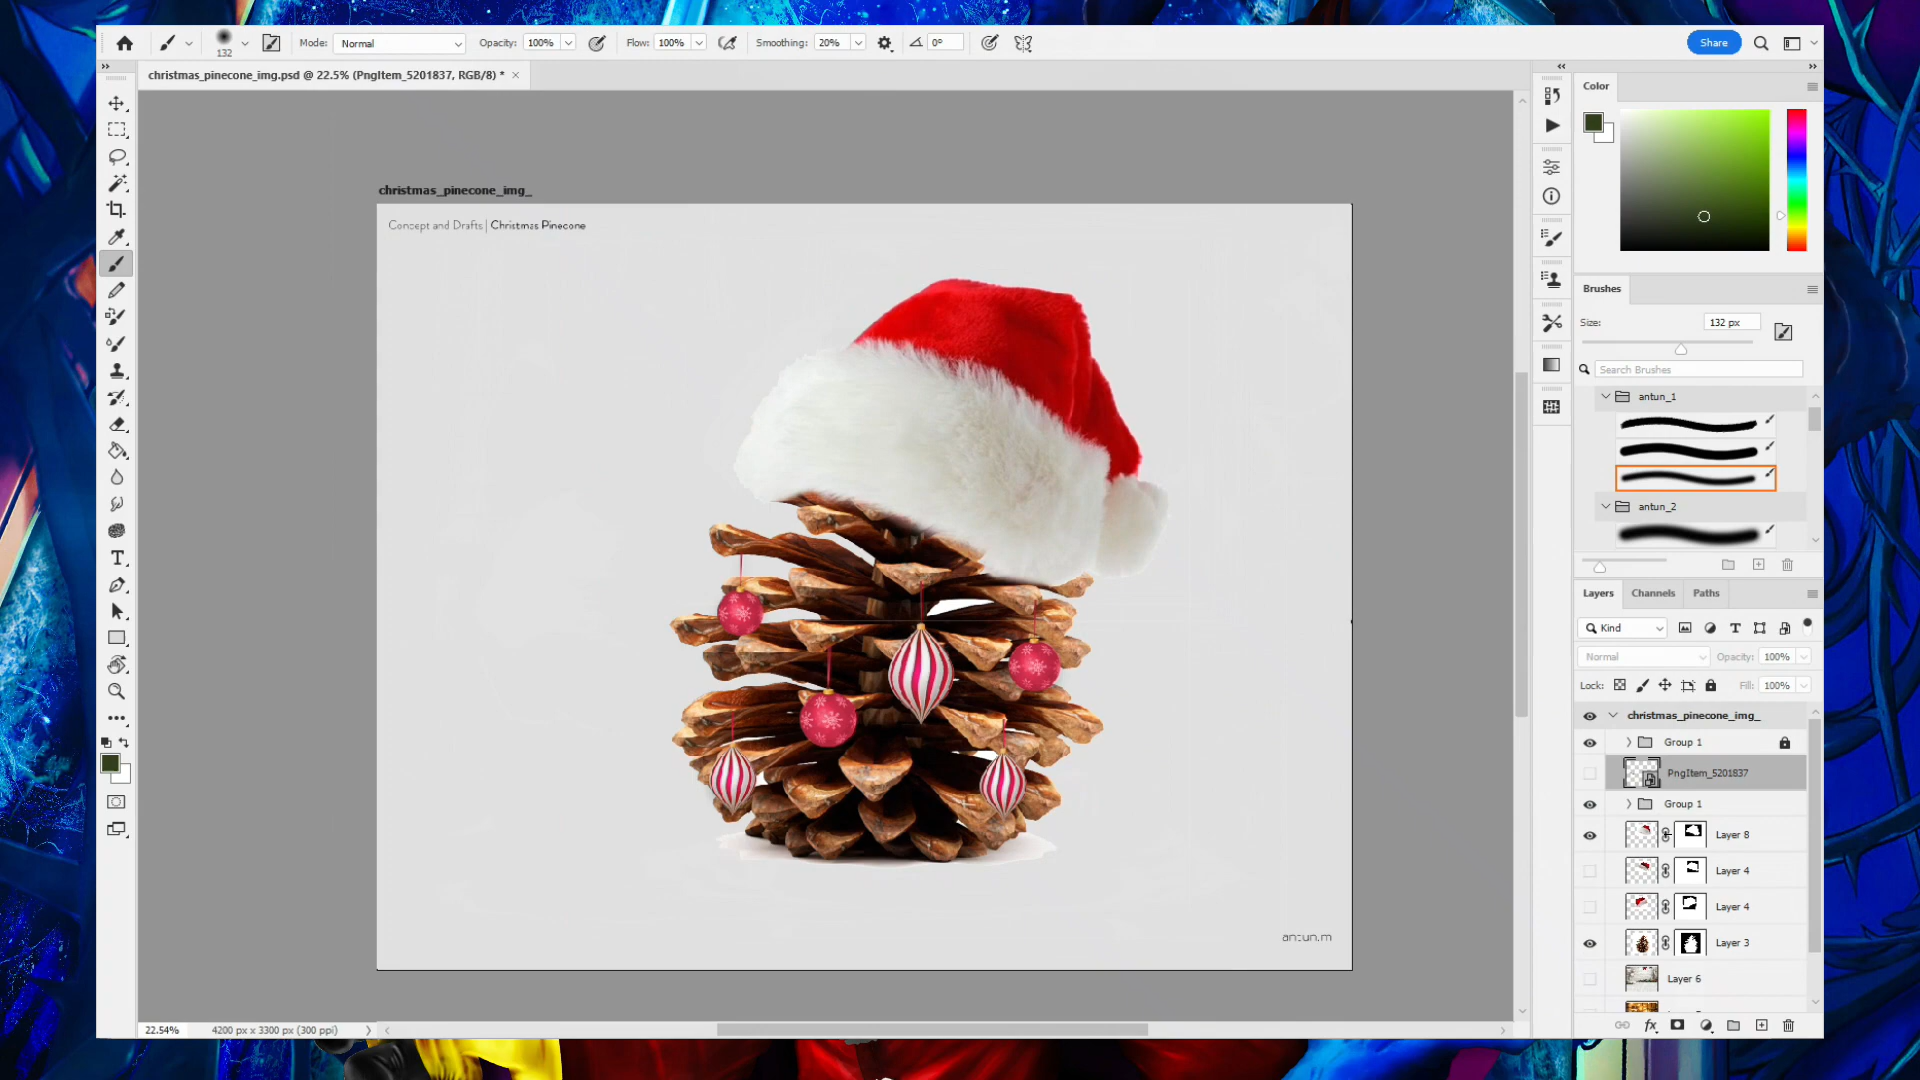 132
Mode:
Normal
Opacity:
100%
Flow:
100%
Smoothing:
20%
0°
Share
christmas_pinecone_img.psd @ 22.5% (PngItem_5201837, RGB/8) *
christmas_pinecone_img_
Concept and Drafts | Christmas Pinecone
antun.m
22.54%
4200 px x 3300 px (300 ppi)
Color
Brushes
Size:
132 px
Search Brushes
antun_1
antun_2
Layers
Channels
Paths
Kind
Normal
Opacity:
100%
Lock:
Fill:
100%
christmas_pinecone_img_
Group 1
PngItem_5201837
Group 1
Layer 8
Layer 4
Layer 4
Layer 3
Layer 6
fx